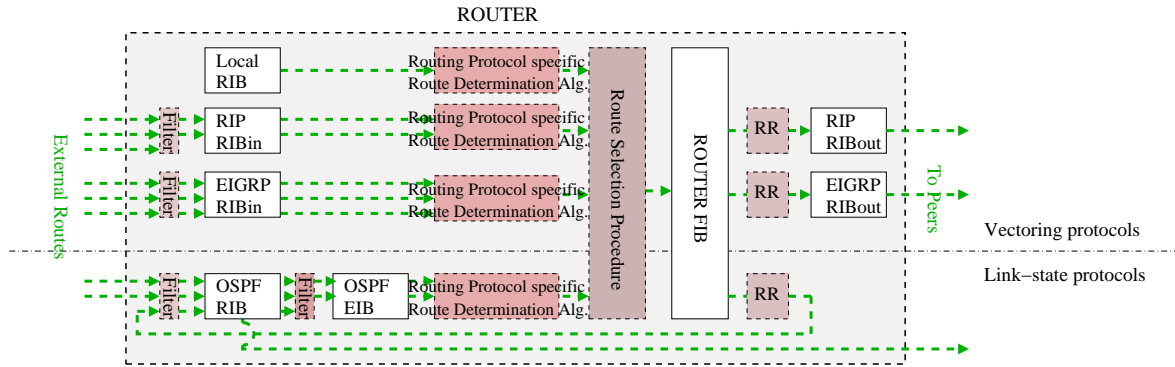 ROUTER
Local
RIB
Routing Protocol specific
Route Determination Alg.
Filter
RIP
RIBin
Routing Protocol specific
Route Determination Alg.
RR
RIP
RIBout
External Routes
Filter
EIGRP
RIBin
Routing Protocol specific
Route Determination Alg.
Route Selection Procedure
ROUTER FIB
RR
EIGRP
RIBout
To Peers
Vectoring protocols
Link−state protocols
Filter
OSPF
RIB
Filter
OSPF
EIB
Routing Protocol specific
Route Determination Alg.
RR